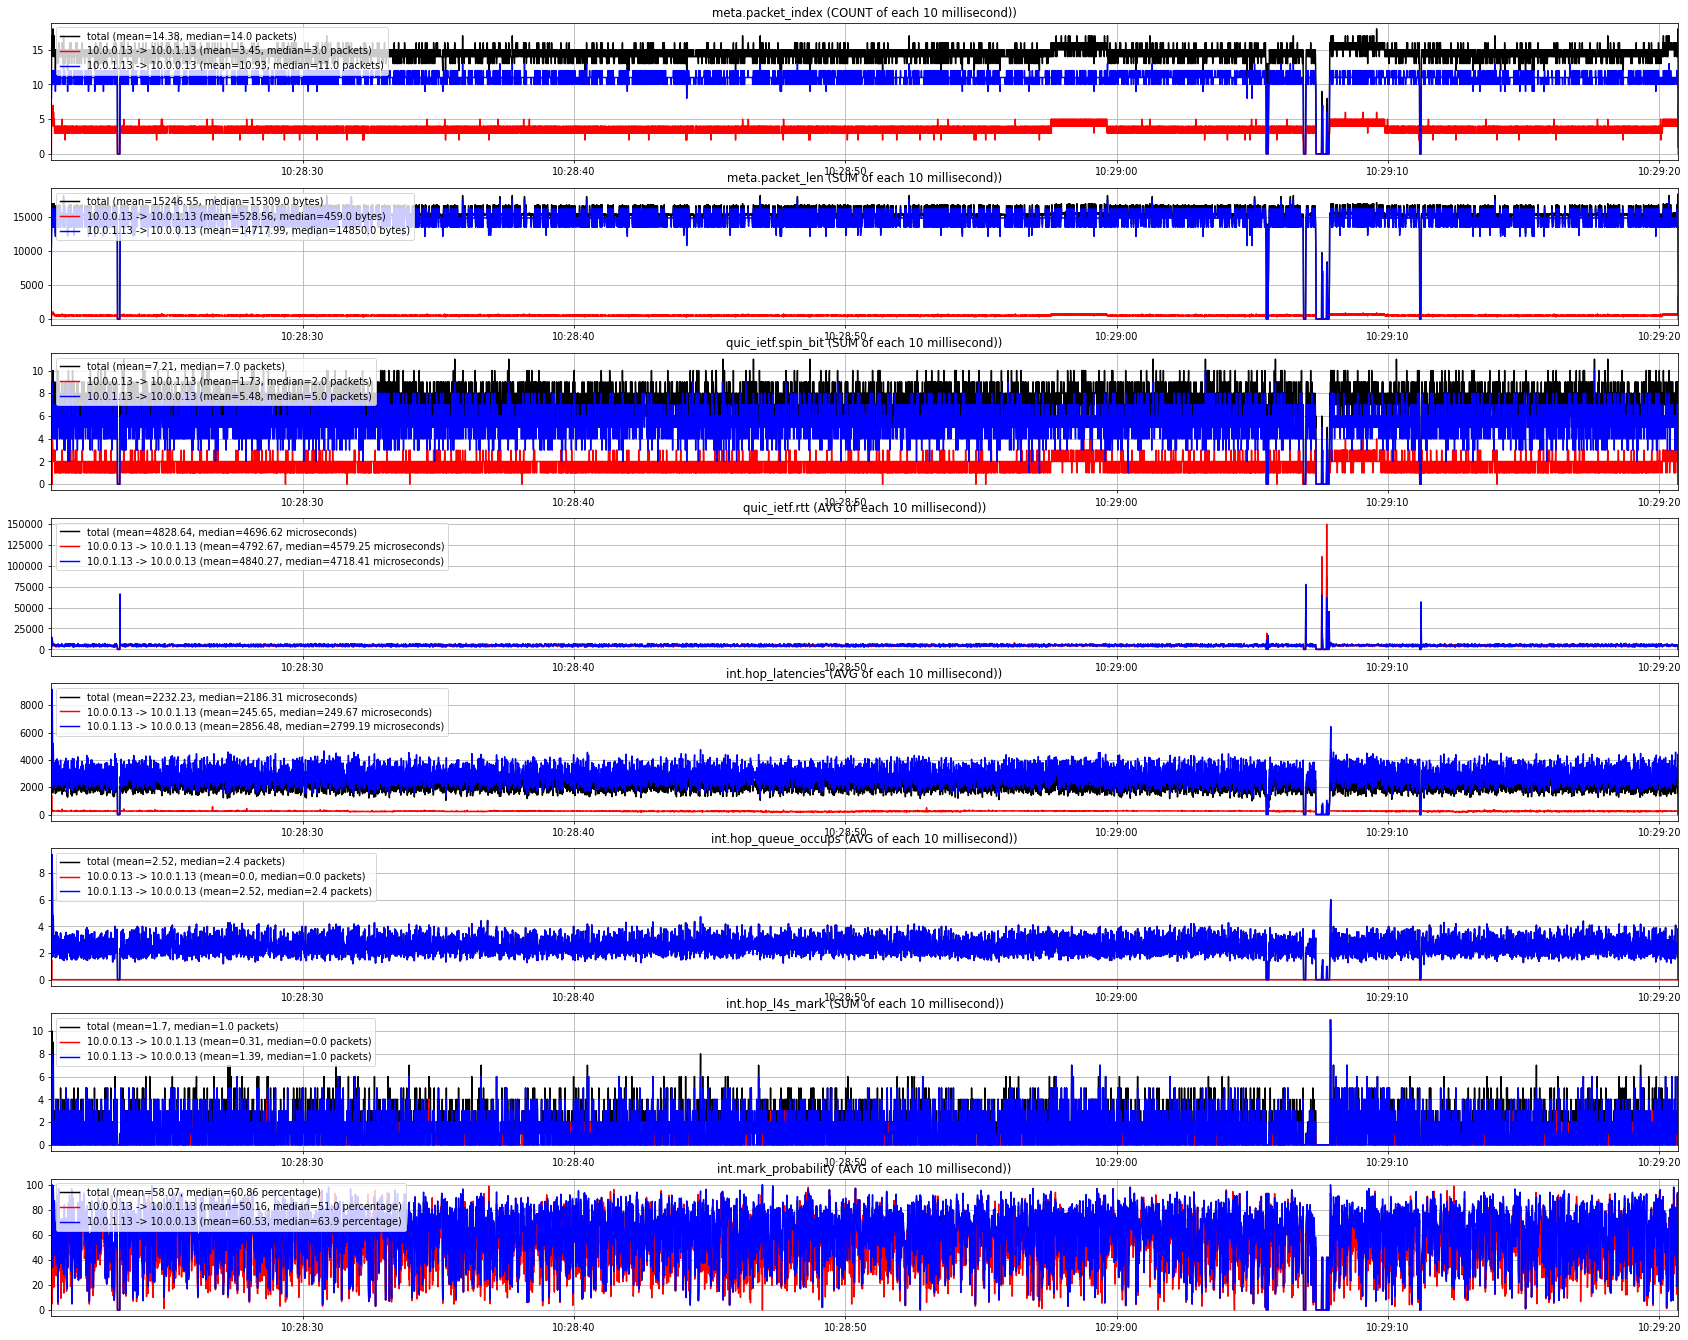 meta.packet_index (COUNT of each 10 millisecond))
total (mean=14.38, median=14.0 packets)
10.0.0.13 -> 10.0.1.13 (mean=3.45, median=3.0 packets)
10.0.1.13 -> 10.0.0.13 (mean=10.93, median=11.0 packets)
15
10
5
0
10:28:30 10:28:40 10:28:50 10:29:00 10:29:10 10:29:20
meta.packet_len (SUM of each 10 millisecond))
total (mean=15246.55, median=15309.0 bytes)
10.0.0.13 -> 10.0.1.13 (mean=528.56, median=459.0 bytes)
10.0.1.13 -> 10.0.0.13 (mean=14717.99, median=14850.0 bytes)
15000
10000
5000
0
10:28:30 10:28:40 10:28:50 10:29:00 10:29:10 10:29:20
quic_ietf.spin_bit (SUM of each 10 millisecond))
total (mean=7.21, median=7.0 packets)
10.0.0.13 -> 10.0.1.13 (mean=1.73, median=2.0 packets)
10.0.1.13 -> 10.0.0.13 (mean=5.48, median=5.0 packets)
10
8
6
4
2
0
10:28:30 10:28:40 10:28:50 10:29:00 10:29:10 10:29:20
quic_ietf.rtt (AVG of each 10 millisecond))
total (mean=4828.64, median=4696.62 microseconds)
10.0.0.13 -> 10.0.1.13 (mean=4792.67, median=4579.25 microseconds)
10.0.1.13 -> 10.0.0.13 (mean=4840.27, median=4718.41 microseconds)
150000
125000
100000
75000
50000
25000
0
10:28:30 10:28:40 10:28:50 10:29:00 10:29:10 10:29:20
int.hop_latencies (AVG of each 10 millisecond))
total (mean=2232.23, median=2186.31 microseconds)
10.0.0.13 -> 10.0.1.13 (mean=245.65, median=249.67 microseconds)
10.0.1.13 -> 10.0.0.13 (mean=2856.48, median=2799.19 microseconds)
8000
6000
4000
2000
0
10:28:30 10:28:40 10:28:50 10:29:00 10:29:10 10:29:20
int.hop_queue_occups (AVG of each 10 millisecond))
total (mean=2.52, median=2.4 packets)
10.0.0.13 -> 10.0.1.13 (mean=0.0, median=0.0 packets)
10.0.1.13 -> 10.0.0.13 (mean=2.52, median=2.4 packets)
8
6
4
2
0
10:28:30 10:28:40 10:28:50 10:29:00 10:29:10 10:29:20
int.hop_l4s_mark (SUM of each 10 millisecond))
total (mean=1.7, median=1.0 packets)
10.0.0.13 -> 10.0.1.13 (mean=0.31, median=0.0 packets)
10.0.1.13 -> 10.0.0.13 (mean=1.39, median=1.0 packets)
10
8
6
4
2
0
10:28:30 10:28:40 10:28:50 10:29:00 10:29:10 10:29:20
int.mark_probability (AVG of each 10 millisecond))
total (mean=58.07, median=60.86 percentage)
10.0.0.13 -> 10.0.1.13 (mean=50.16, median=51.0 percentage)
10.0.1.13 -> 10.0.0.13 (mean=60.53, median=63.9 percentage)
100
80
60
40
20
0
10:28:30 10:28:40 10:28:50 10:29:00 10:29:10 10:29:20